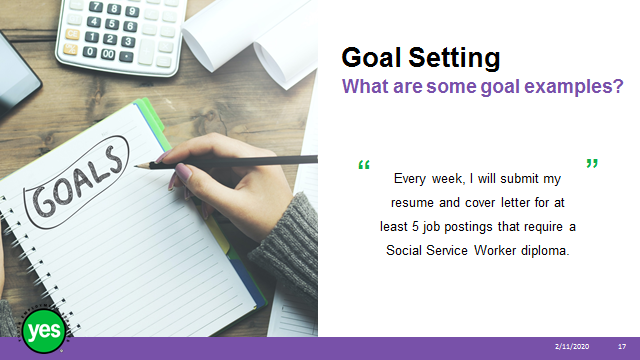 Goal Setting
What are some goal examples?
“ ”
Every week, I will submit my
resume and cover letter for at
least 5 job postings that require a
Social Service Worker diploma.
GOALS
yes
2/11/2020 17